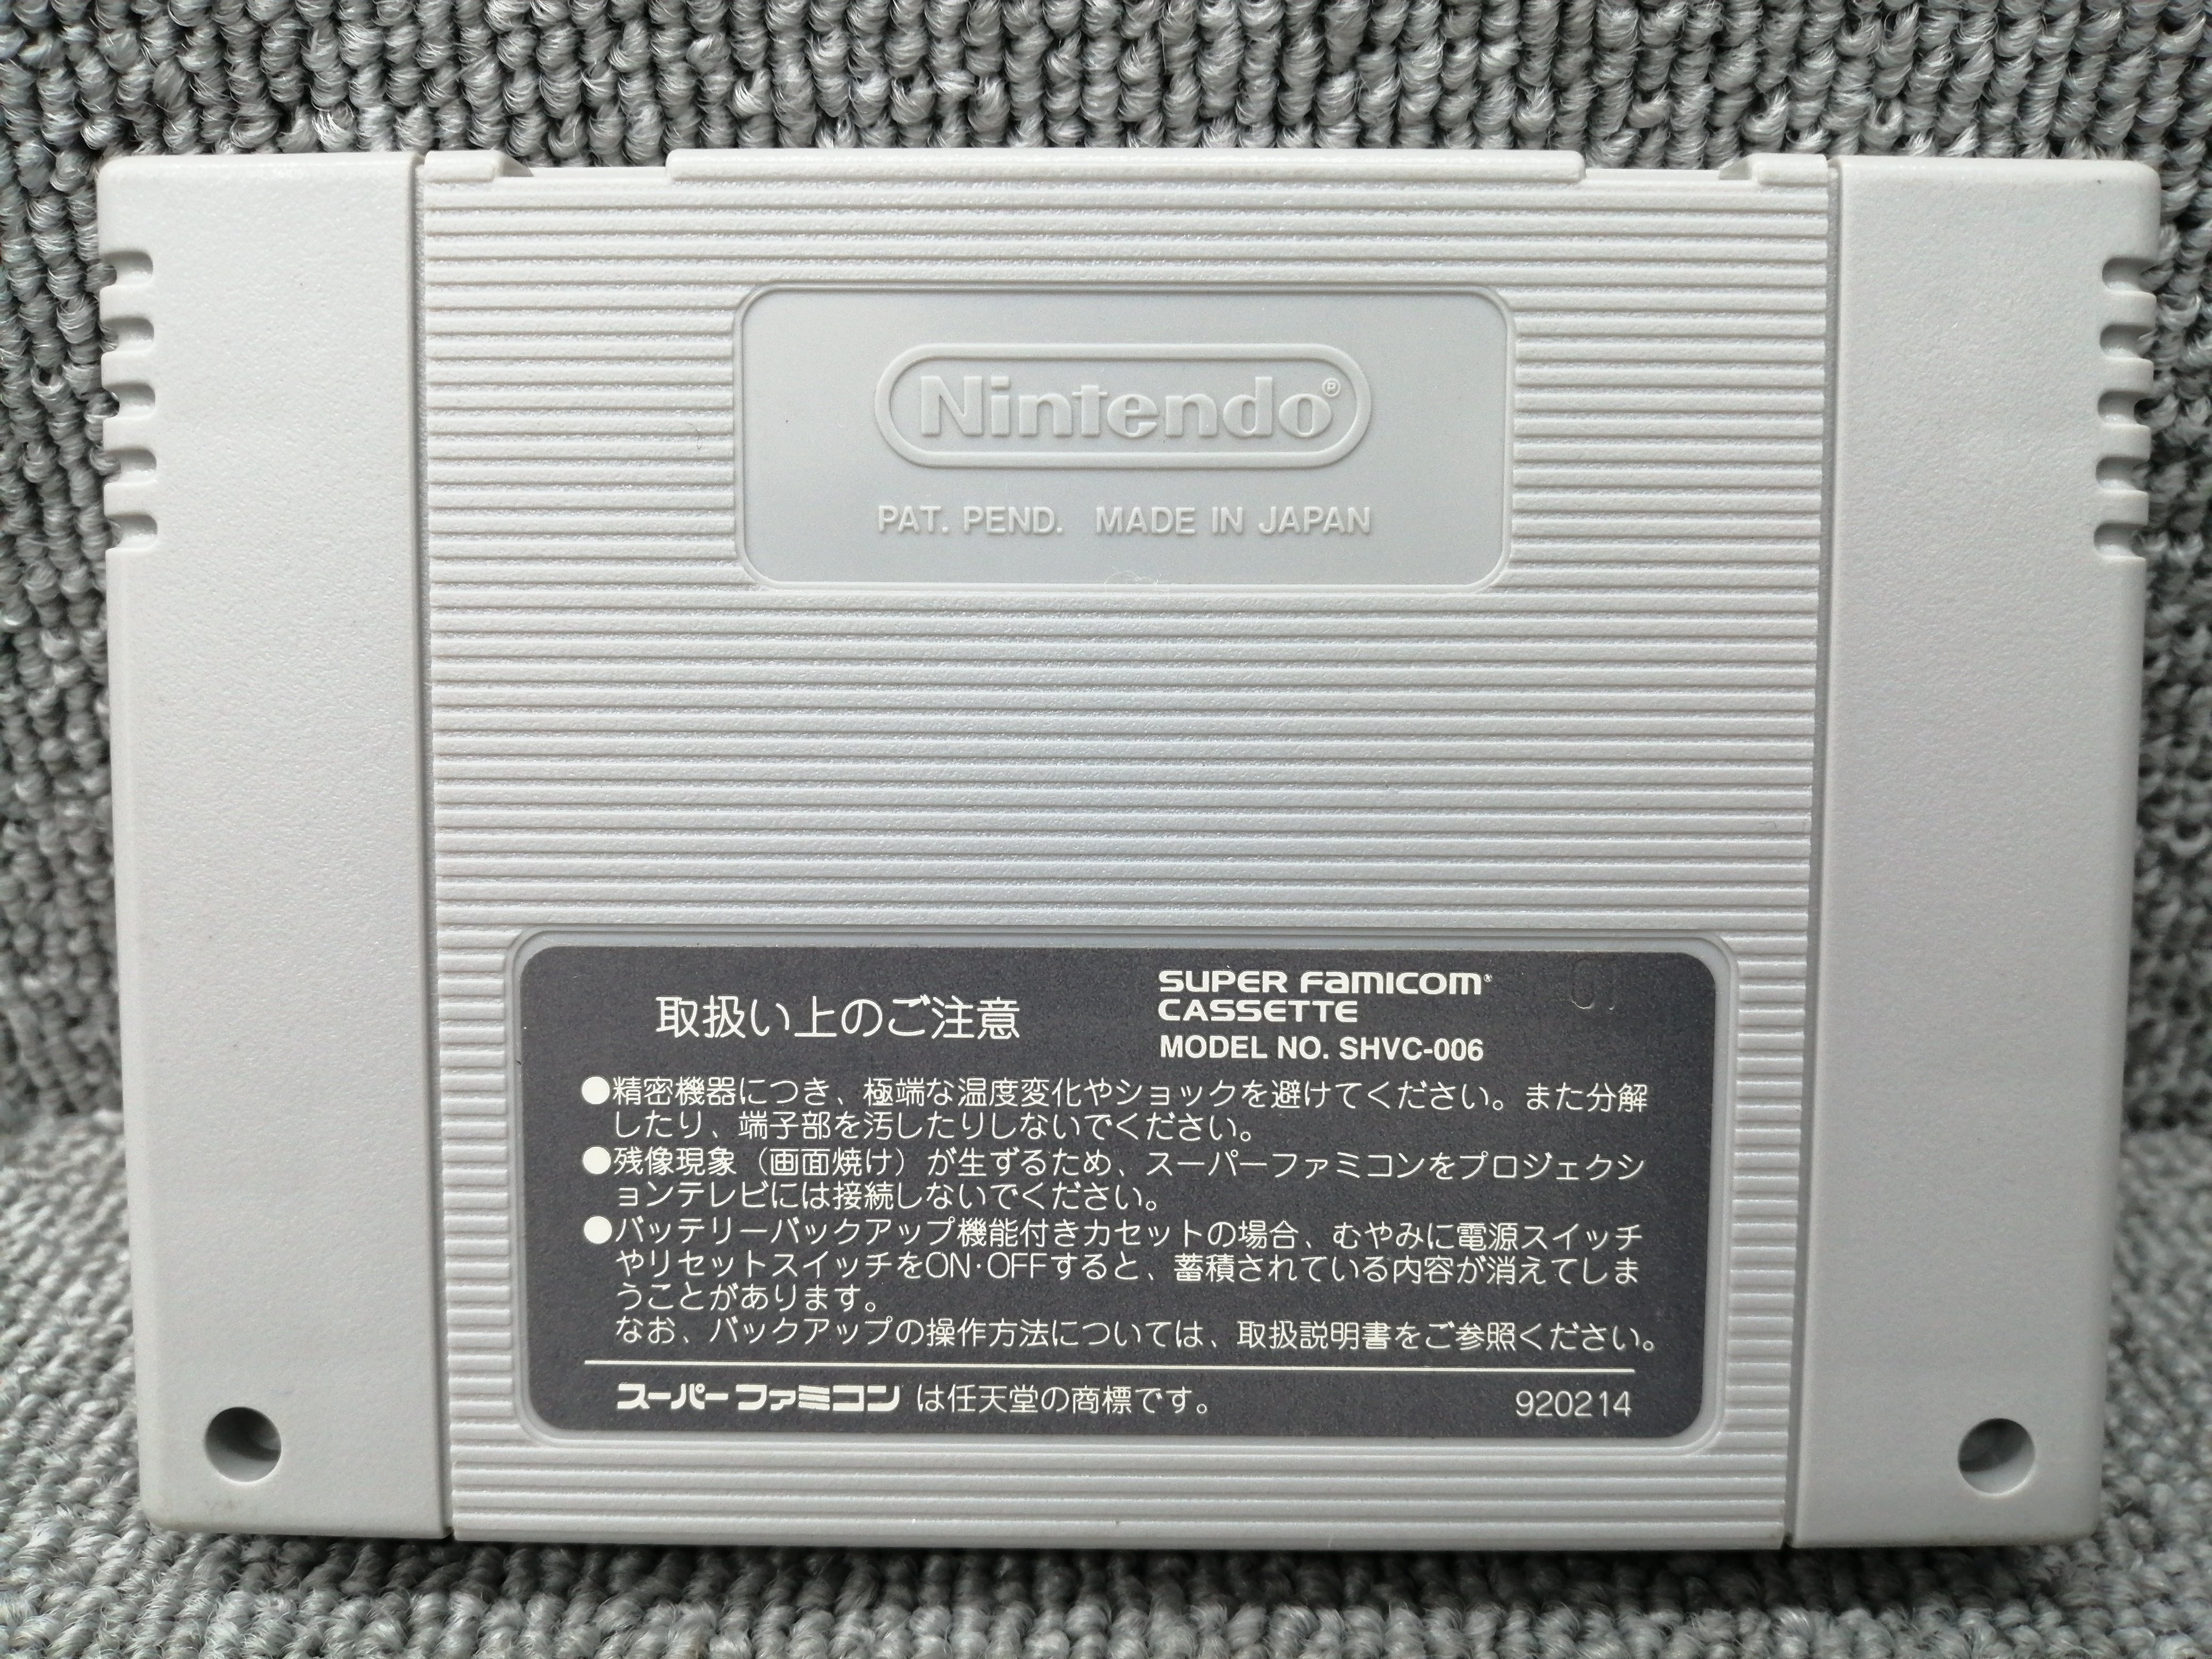 Nintendo®
PAT. PEND. MADE IN JAPAN
取扱い上のご注意
SUPER FAMICOM®
CASSETTE
MODEL NO. SHVC-006
●精密機器につき、極端な温度変化やショックを避けてください。また分解
したり、端子部を汚したりしないでください。
●残像現象（画面焼け）が生ずるため、スーパーファミコンをプロジェクシ
ョンテレビには接続しないでください。
●バッテリーバックアップ機能付きカセットの場合、むやみに電源スイッチ
やリセットスイッチをON·OFFすると、蓄積されている内容が消えてしま
うことがあります。
なお、バックアップの操作方法については、取扱説明書をご参照ください。
スーパーファミコン は任天堂の商標です。
920214